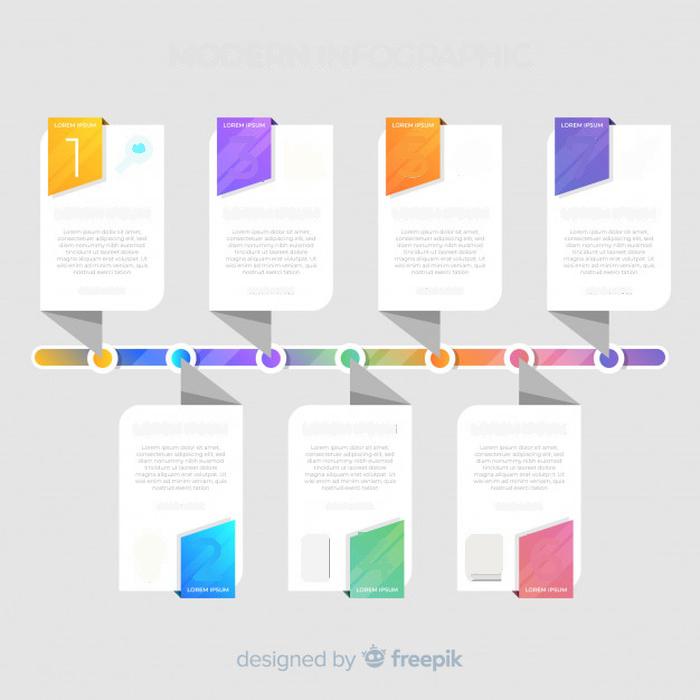 MODERN INFOGRAPHIC
LOREM IPSUM
1
Lorem ipsum dolor sit amet,
consectetuer adipiscing elit,
sed diam nonummy nibh
tincidunt ut laoreet dolore
magna aliquam erat volutpat. Ut
wisi enim ad minim veniam, quis
nostrud exerci tation
LOREM IPSUM
3
Lorem ipsum dolor sit amet,
consectetuer adipiscing elit,
sed diam nonummy nibh
tincidunt ut laoreet dolore
magna aliquam erat volutpat. Ut
wisi enim ad minim veniam, quis
nostrud exerci tation
LOREM IPSUM
5
Lorem ipsum dolor sit amet,
consectetuer adipiscing elit,
sed diam nonummy nibh
tincidunt ut laoreet dolore
magna aliquam erat volutpat. Ut
wisi enim ad minim veniam, quis
nostrud exerci tation
LOREM IPSUM
Lorem ipsum dolor sit amet,
consectetuer adipiscing elit,
sed diam nonummy nibh
tincidunt ut laoreet dolore
magna aliquam erat volutpat. Ut
wisi enim ad minim veniam, quis
nostrud exerci tation
LOREM IPSUM
Lorem ipsum dolor sit amet,
consectetuer adipiscing elit,
sed diam nonummy nibh
tincidunt ut laoreet dolore
magna aliquam erat volutpat. Ut
wisi enim ad minim veniam, quis
nostrud exerci tation
2
LOREM IPSUM
LOREM IPSUM
Lorem ipsum dolor sit amet,
consectetuer adipiscing elit,
sed diam nonummy nibh
tincidunt ut laoreet dolore
magna aliquam erat volutpat. Ut
wisi enim ad minim veniam, quis
nostrud exerci tation
LOREM IPSUM
LOREM IPSUM
Lorem ipsum dolor sit amet,
consectetuer adipiscing elit,
sed diam nonummy nibh
tincidunt ut laoreet dolore
magna aliquam erat volutpat. Ut
wisi enim ad minim veniam, quis
nostrud exerci tation
6
LOREM IPSUM
designed by freepik